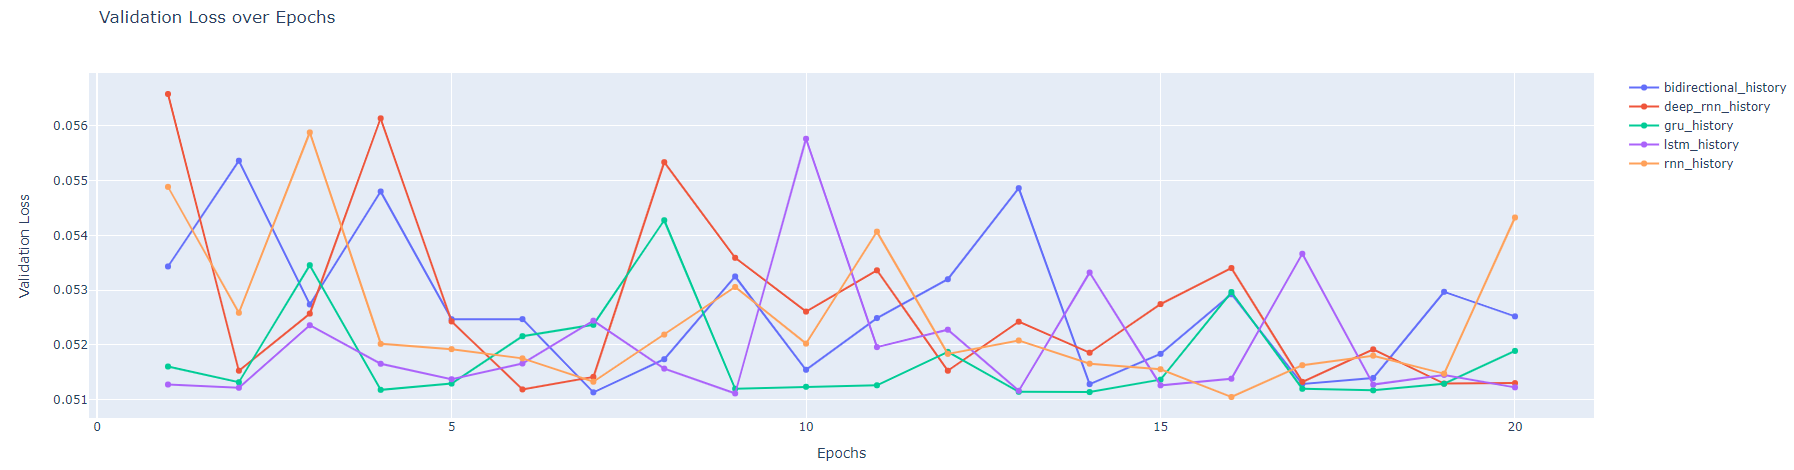 Validation Loss over Epochs
Validation Loss
0.056
0.055
0.054
0.053
0.052
0.051
0
5
10
15
20
Epochs
bidirectional_history
deep_rnn_history
gru_history
lstm_history
rnn_history